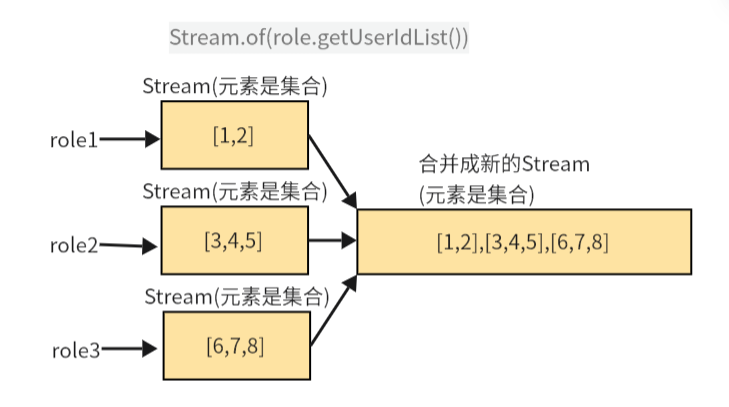 Stream.of(role.getUserIdList())
Stream(元素是集合)
role1
[1,2]
合并成新的Stream
(元素是集合)
Stream(元素是集合)
role2
[3,4,5]
[1,2],[3,4,5],[6,7,8]
Stream(元素是集合)
role3
[6,7,8]